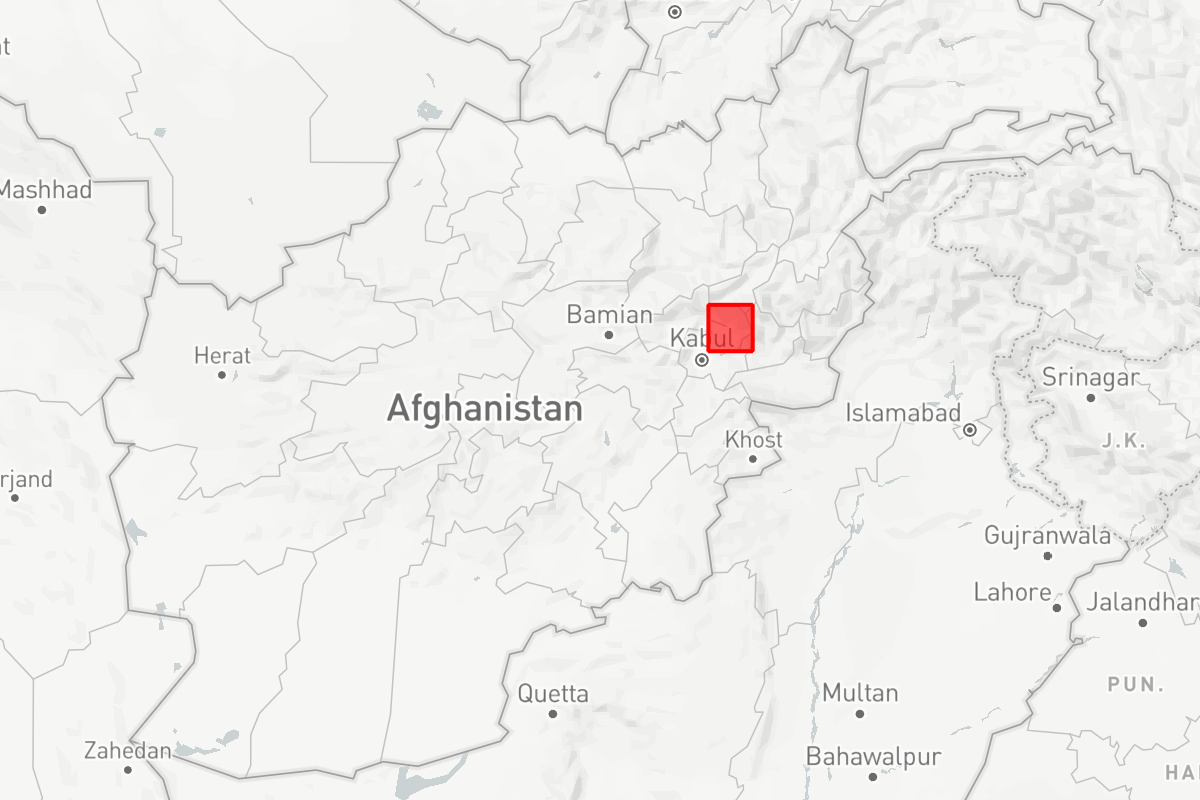 t
Mashhad
Bamian
Kabul
Herat
Srinagar
Afghanistan
Islamabad
Khost
J.K.
rjand
Gujranwala
Lahore
Jalandhar
PUN.
Quetta
Multan
Zahedan
Bahawalpur
HA